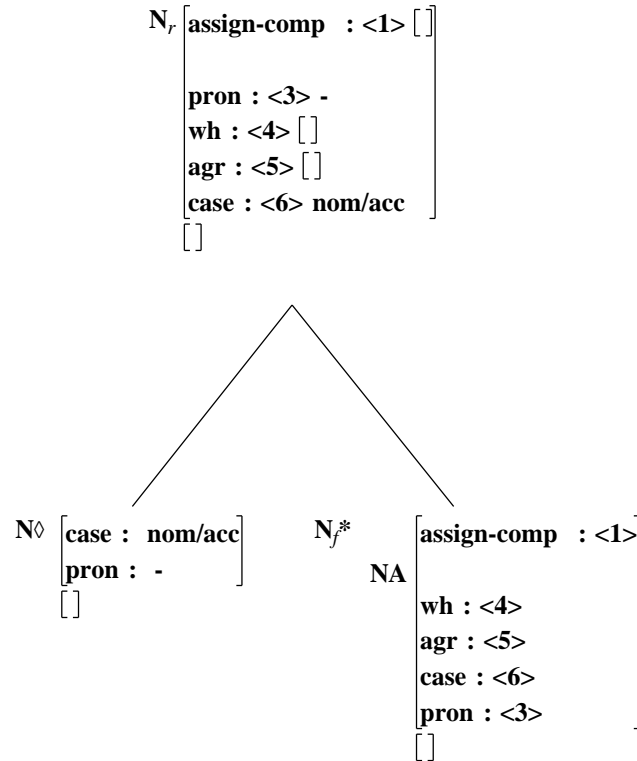 N_r [assign-comp : <1> []
pron : <3> -
wh : <4> []
agr : <5> []
case : <6> nom/acc]
[]
N◊ [case : nom/acc
pron : -]
[]
N_f*
NA
[assign-comp : <1>
wh : <4>
agr : <5>
case : <6>
pron : <3>]
[]